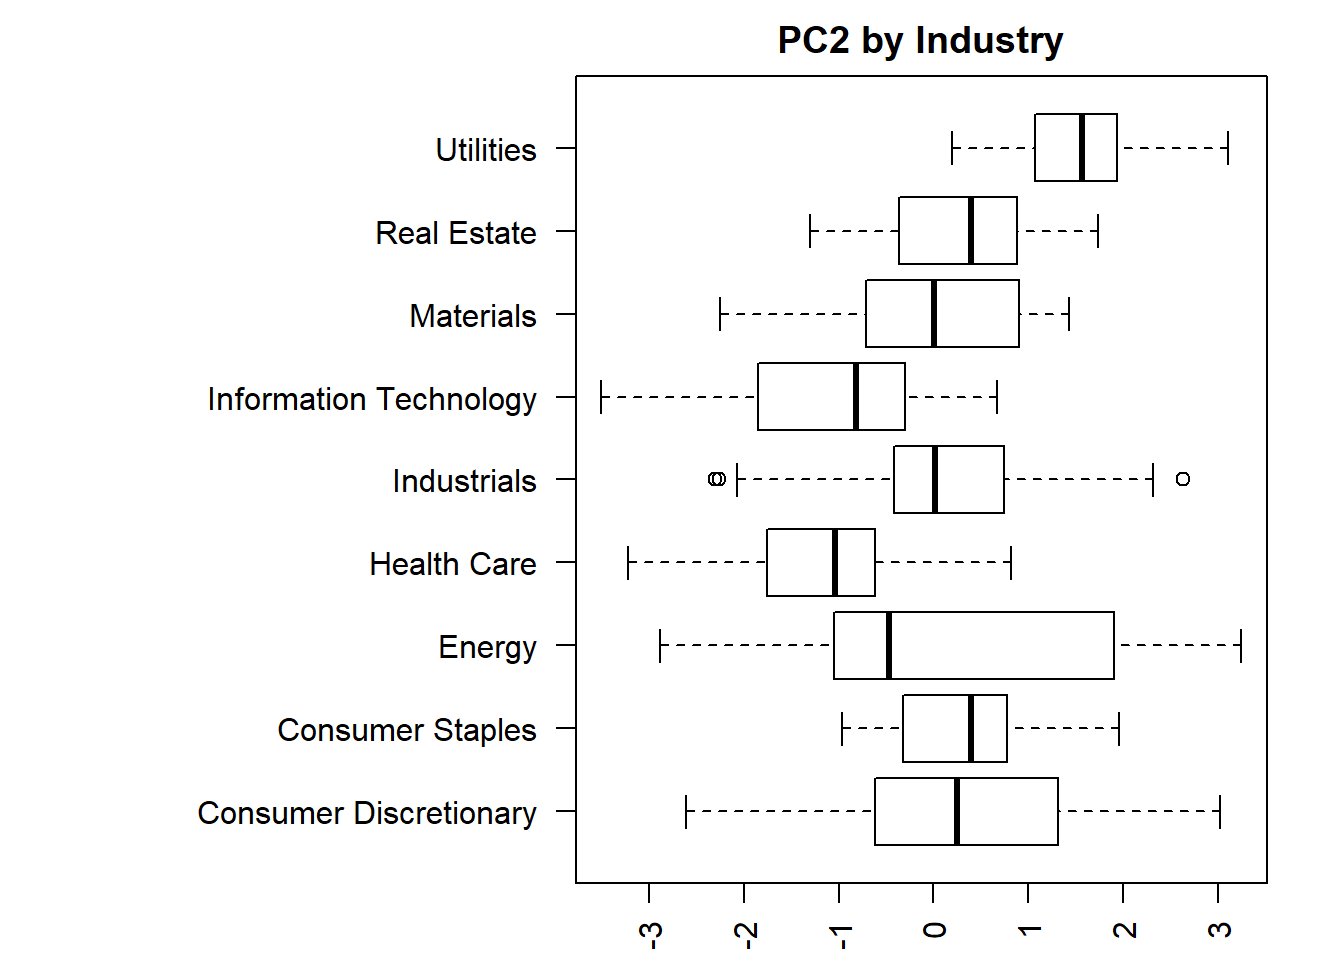 PC2 by Industry
Utilities
Real Estate
Materials
Information Technology
Industrials
Health Care
Energy
Consumer Staples
Consumer Discretionary
-3 -2 -1 0 1 2 3